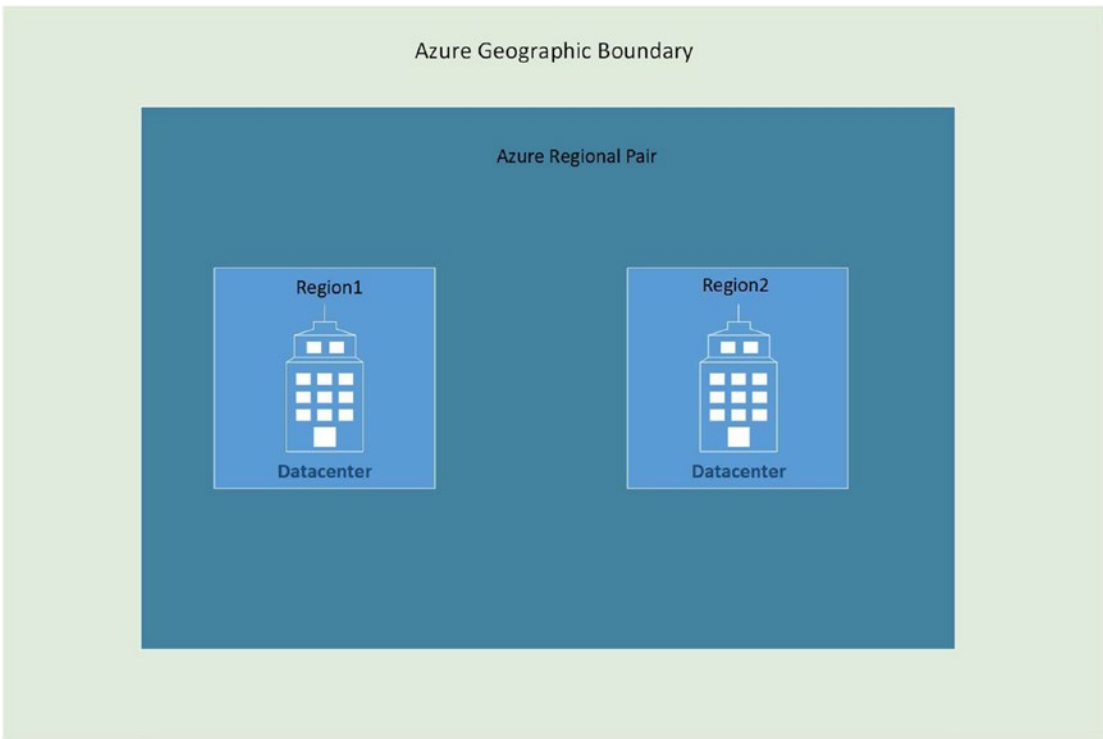 Azure Geographic Boundary
Azure Regional Pair
Region1
Region2
Datacenter
Datacenter